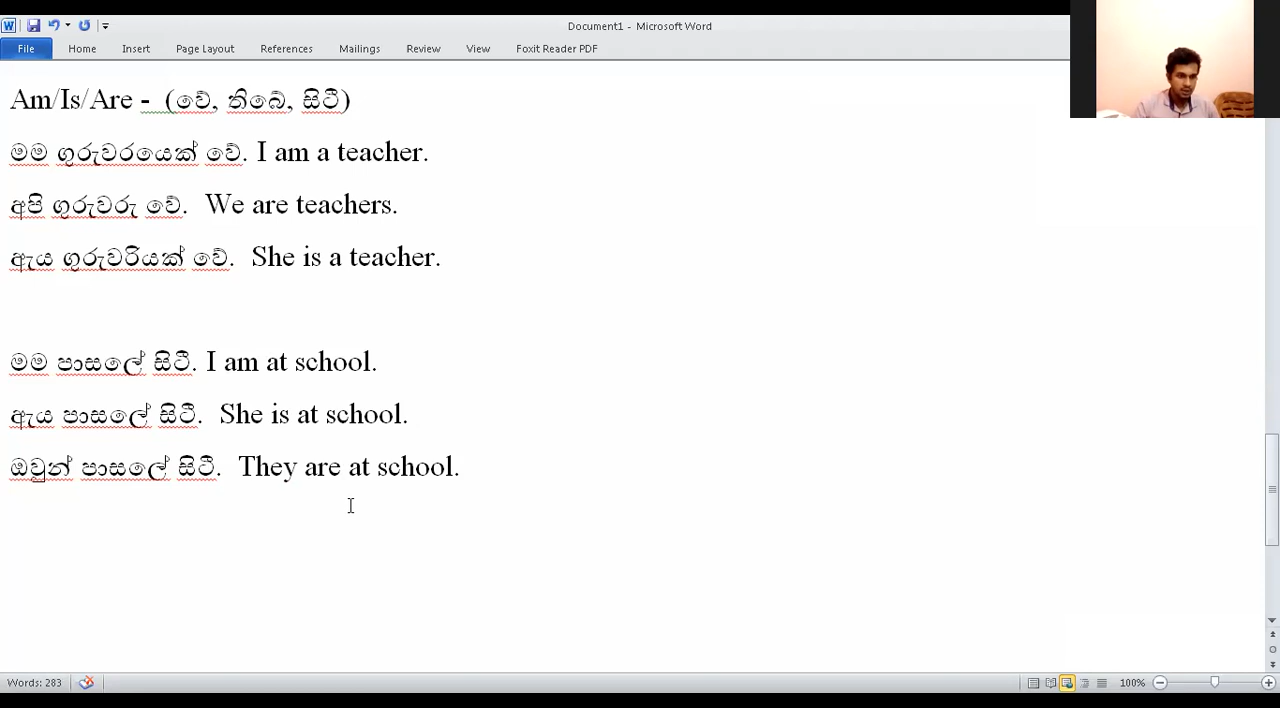 Document1 - Microsoft Word
File Home Insert Page Layout References Mailings Review View Foxit Reader PDF
Am/Is/Are - (වේ, තිබේ, සිටී)
මම ගුරුවරයෙක් වේ. I am a teacher.
අපි ගුරුවරු වේ. We are teachers.
ඇය ගුරුවරියක් වේ. She is a teacher.
මම පාසලේ සිටී. I am at school.
ඇය පාසලේ සිටී. She is at school.
ඔවුන් පාසලේ සිටී. They are at school.
Words: 283 100%